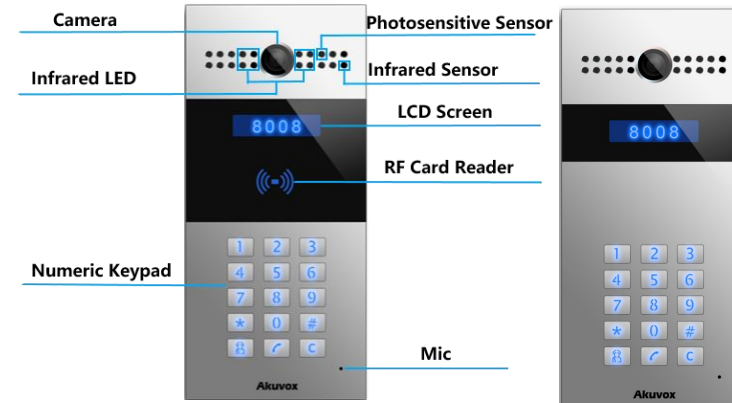 Camera
Photosensitive Sensor
Infrared LED
Infrared Sensor
LCD Screen
8008
8008
RF Card Reader
Numeric Keypad
1 2 3
4 5 6
7 8 9
* 0 #
C
1 2 3
4 5 6
7 8 9
* 0 #
C
Mic
Akuvox
Akuvox